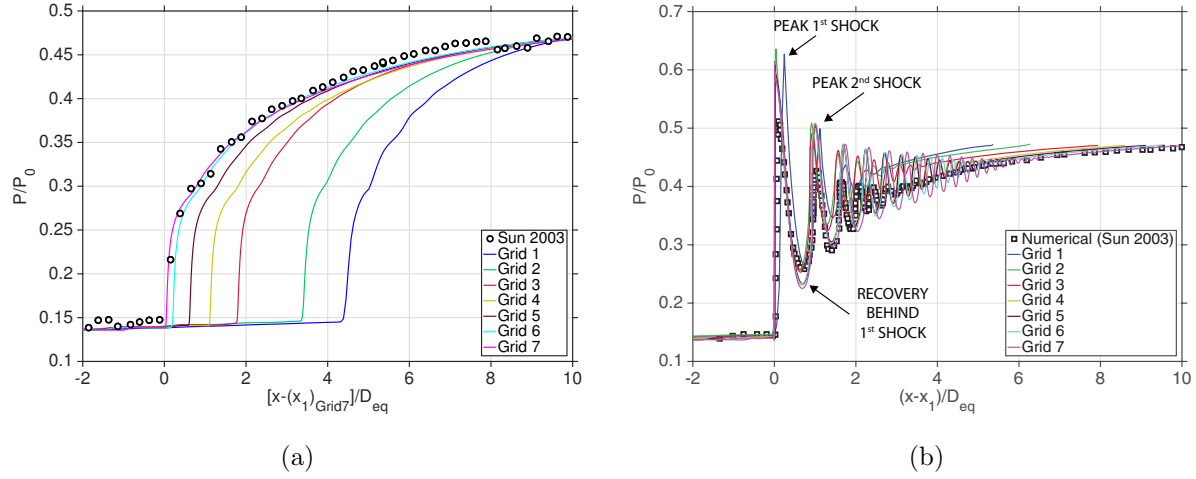 0.5
0.45
0.4
0.35
0.3
0.25
0.2
0.15
0.1
P/P0
-2 0 2 4 6 8 10
[x-(x1)Grid7]/Deq
Sun 2003
Grid 1
Grid 2
Grid 3
Grid 4
Grid 5
Grid 6
Grid 7
(a)
0.7
0.6
0.5
0.4
0.3
0.2
0.1
P/P0
-2 0 2 4 6 8 10
(x-x1)/Deq
PEAK 1st SHOCK
PEAK 2nd SHOCK
RECOVERY
BEHIND
1st SHOCK
Numerical (Sun 2003)
Grid 1
Grid 2
Grid 3
Grid 4
Grid 5
Grid 6
Grid 7
(b)